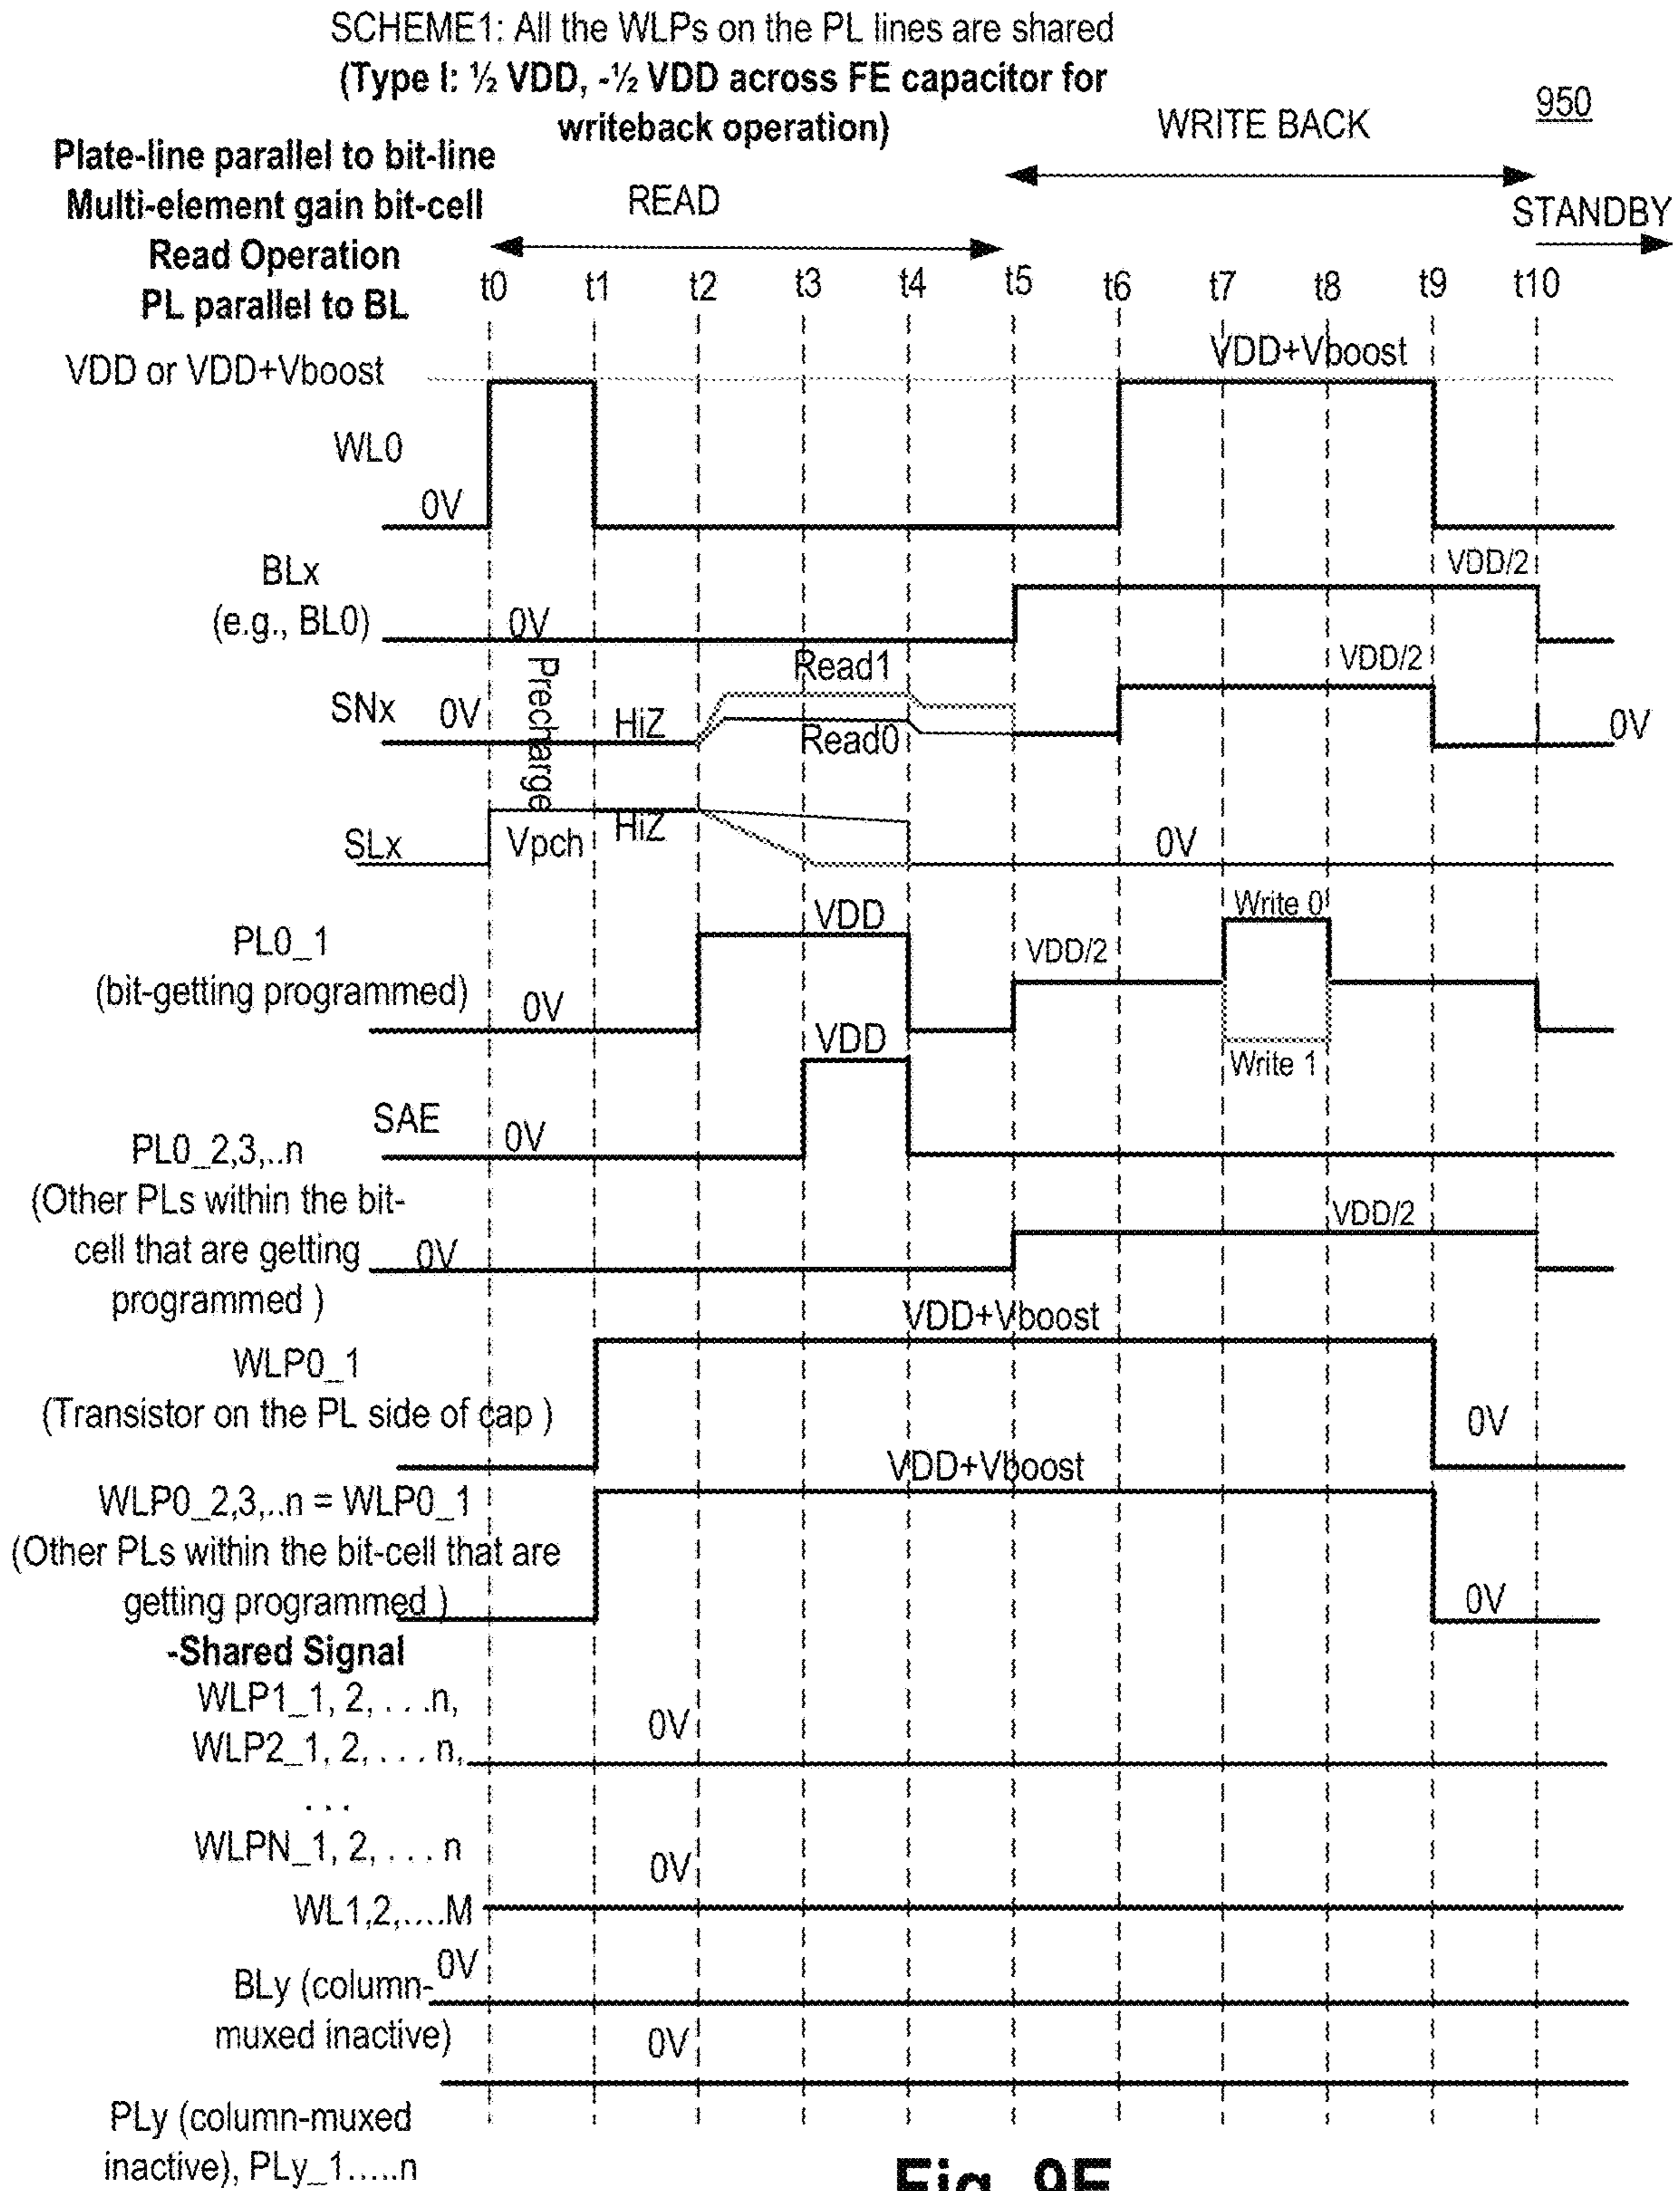 SCHEME1: All the WLPs on the PL lines are shared
(Type I: ½ VDD, -½ VDD across FE capacitor for
writeback operation)
950
WRITE BACK
Plate-line parallel to bit-line
Multi-element gain bit-cell
Read Operation
PL parallel to BL
READ
STANDBY
t0 t1 t2 t3 t4 t5 t6 t7 t8 t9 t10
VDD or VDD+Vboost
VDD+Vboost
WL0
0V
BLx
(e.g., BL0)
0V
VDD/2
Precharge
SNx
0V
HiZ
Read1
Read0
VDD/2
0V
SLx
Vpch
HiZ
0V
PL0_1
(bit-getting programmed)
0V
VDD
VDD/2
Write 0
Write 1
VDD
SAE
0V
PL0_2,3,..n
(Other PLs within the bit-
cell that are getting
programmed )
0V
VDD/2
VDD+Vboost
WLP0_1
(Transistor on the PL side of cap )
0V
VDD+Vboost
WLP0_2,3,..n = WLP0_1
(Other PLs within the bit-cell that are
getting programmed )
0V
-Shared Signal
WLP1_1, 2, . . .n,
0V
WLP2_1, 2, . . . n,
. . .
WLPN_1, 2, . . . n
0V
WL1,2,....M
0V
BLy (column-
muxed inactive)
0V
PLy (column-muxed
inactive), PLy_1.....n